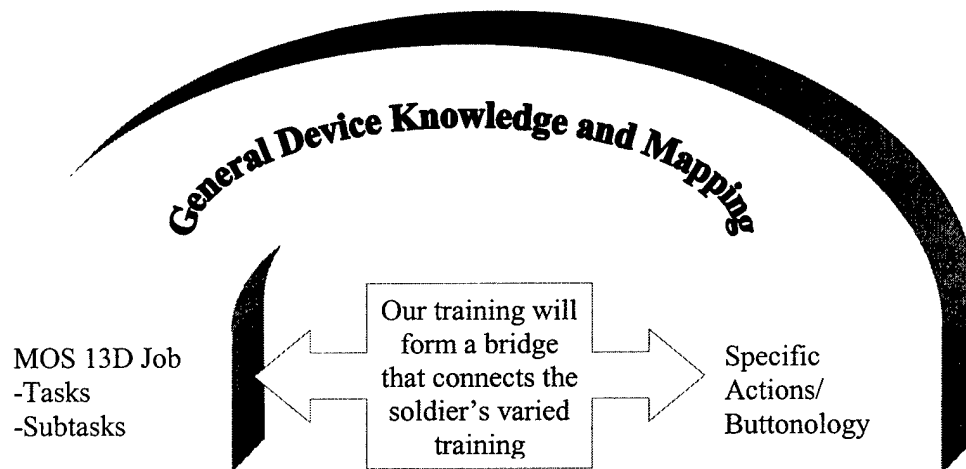 General Device Knowledge and Mapping
MOS 13D Job
-Tasks
-Subtasks
Our training will
form a bridge
that connects the
soldier's varied
training
Specific
Actions/
Buttonology